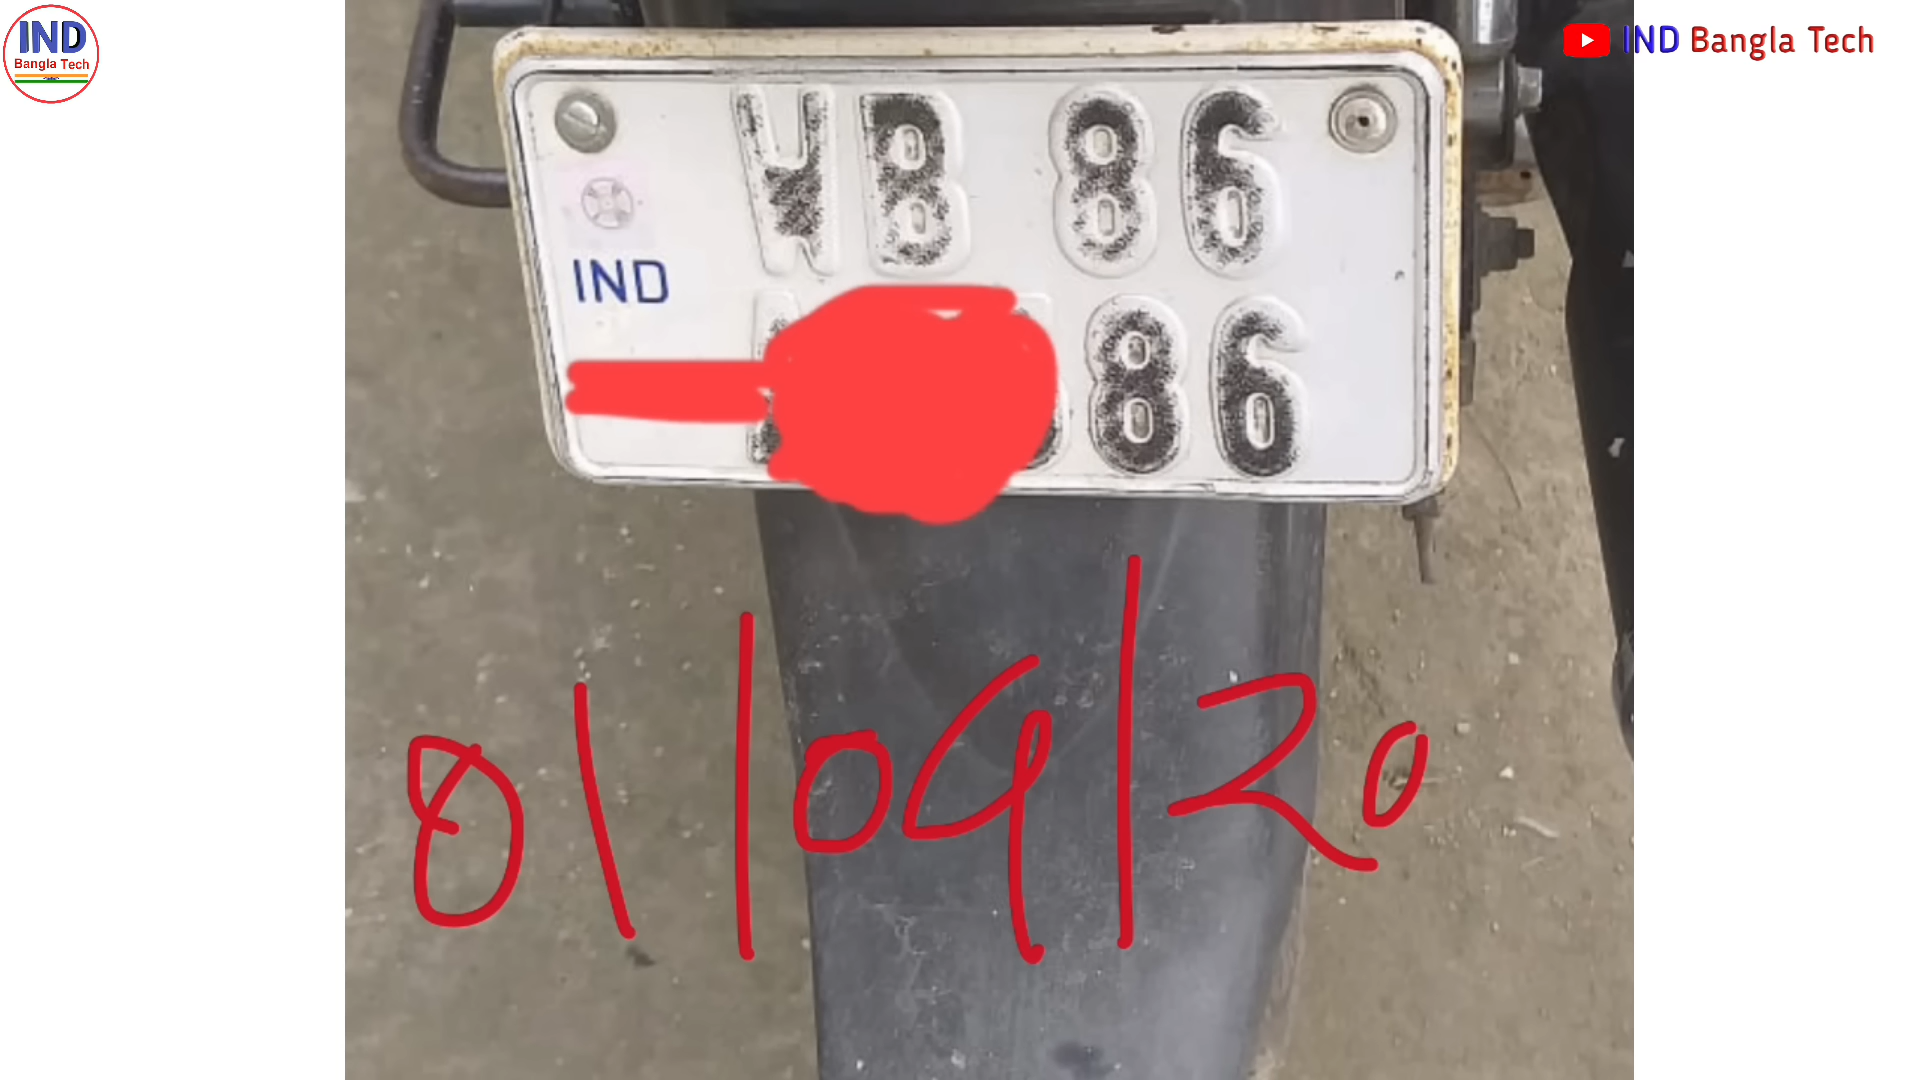 IND
Bangla Tech
IND Bangla Tech
WB 86
IND
86
01/09/20